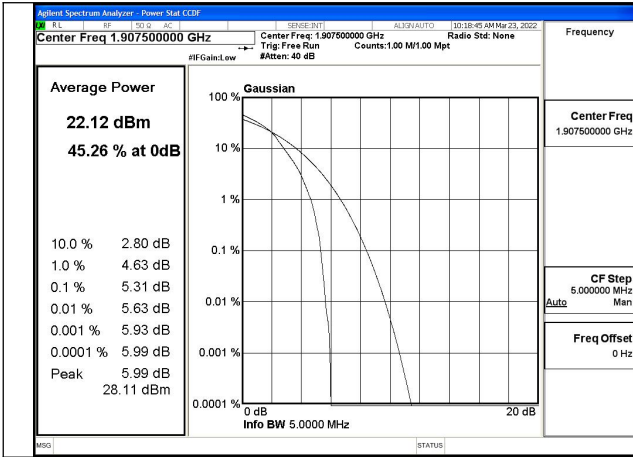 Agilent Spectrum Analyzer - Power Stat CCDF
LXI RL RF 50 Ω AC SENSE:INT ALIGN AUTO 10:18:45 AM Mar 23, 2022
Center Freq 1.907500000 GHz
Center Freq: 1.907500000 GHz Radio Std: None
Trig: Free Run Counts:1.00 M/1.00 Mpt
#IFGain:Low #Atten: 40 dB
Frequency
Average Power
22.12 dBm
45.26 % at 0dB
10.0 % 2.80 dB
1.0 % 4.63 dB
0.1 % 5.31 dB
0.01 % 5.63 dB
0.001 % 5.93 dB
0.0001 % 5.99 dB
Peak 5.99 dB
28.11 dBm
Gaussian
100 %
10 %
1 %
0.1 %
0.01 %
0.001 %
0.0001 %
0 dB 20 dB
Info BW 5.0000 MHz
Center Freq
1.907500000 GHz
CF Step
5.000000 MHz
Auto Man
Freq Offset
0 Hz
MSG STATUS